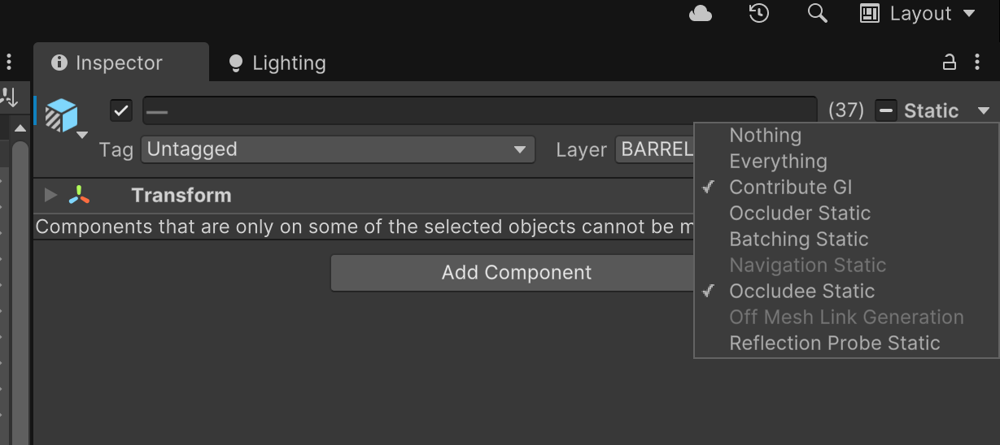 Layout
Inspector
Lighting
— (37) Static
Tag Untagged Layer BARREL
Transform
Components that are only on some of the selected objects cannot be m
Add Component
Nothing
Everything
Contribute GI
Occluder Static
Batching Static
Navigation Static
Occludee Static
Off Mesh Link Generation
Reflection Probe Static